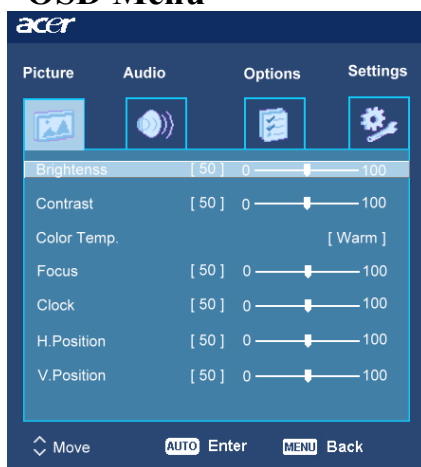 OSD Menu
acer
Picture Audio Options Settings
Brightenss [ 50 ] 0 100
Contrast [ 50 ] 0 100
Color Temp. [ Warm ]
Focus [ 50 ] 0 100
Clock [ 50 ] 0 100
H.Position [ 50 ] 0 100
V.Position [ 50 ] 0 100
Move AUTO Enter MENU Back